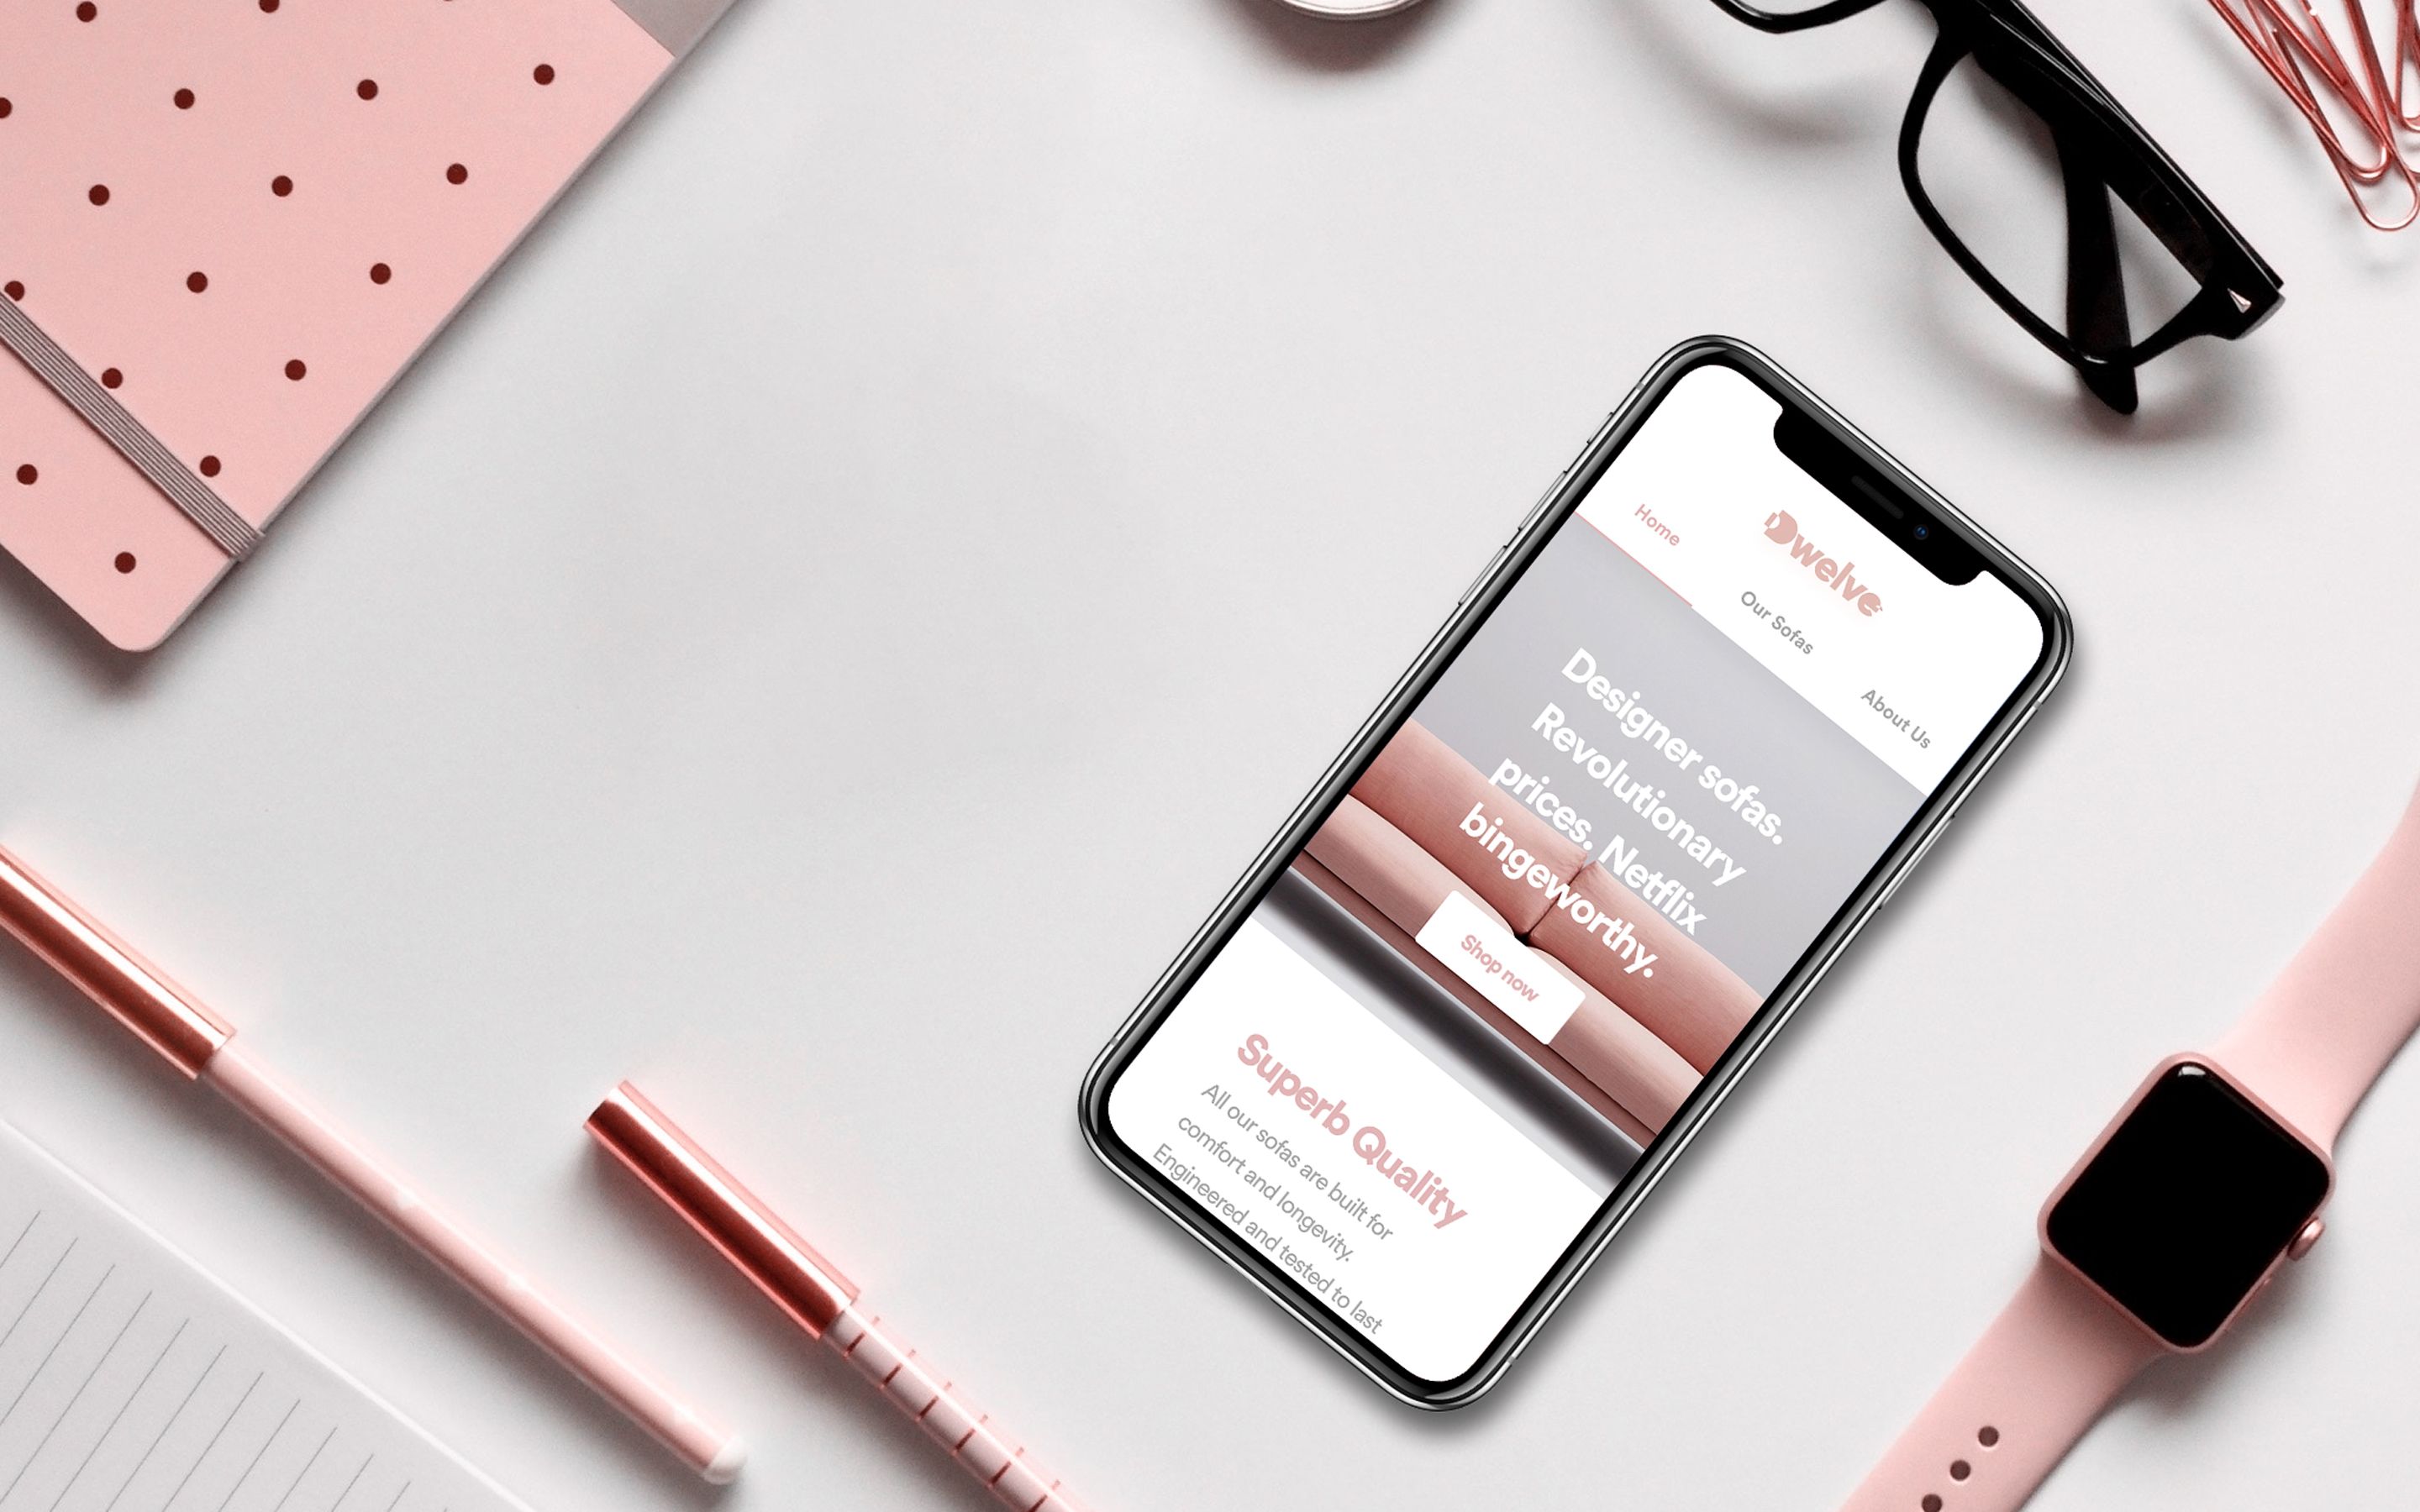 Dwelve
Home
Our Sofas
About Us
Designer sofas.
Revolutionary
prices. Netflix
bingeworthy.
Shop now
Superb Quality
All our sofas are built for
comfort and longevity.
Engineered and tested to last